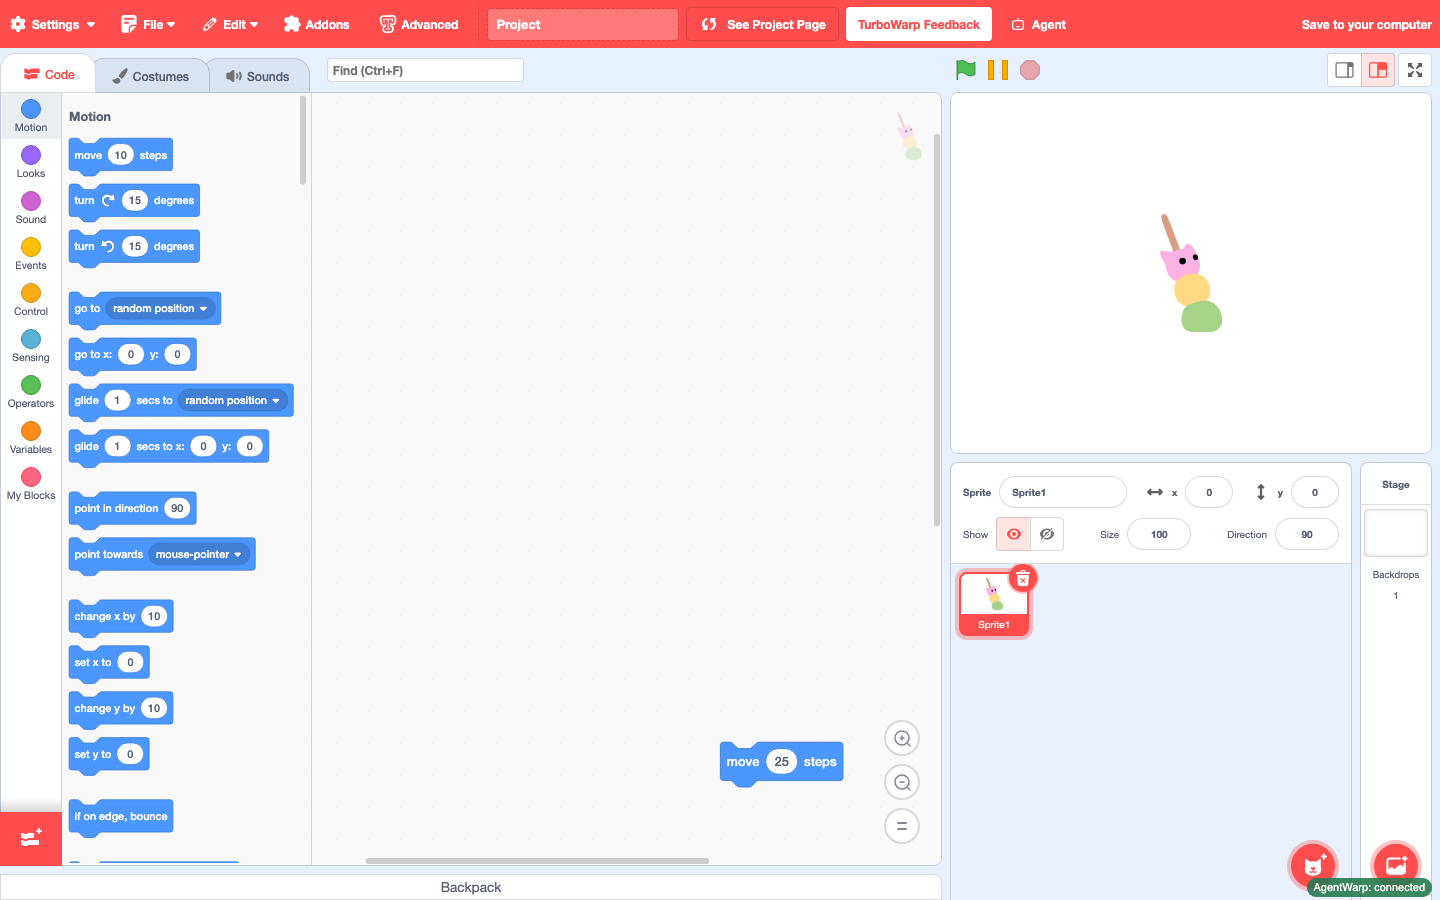 Settings File Edit Addons Advanced Project See Project Page TurboWarp Feedback Agent Save to your computer
Code Costumes Sounds Find (Ctrl+F)
Motion
Looks
Sound
Events
Control
Sensing
Operators
Variables
My Blocks
Motion
move 10 steps
turn 15 degrees
turn 15 degrees
go to random position
go to x: 0 y: 0
glide 1 secs to random position
glide 1 secs to x: 0 y: 0
point in direction 90
point towards mouse-pointer
change x by 10
set x to 0
change y by 10
set y to 0
if on edge, bounce
move 25 steps
Backpack
Sprite Sprite1 x 0 y 0
Show Size 100 Direction 90
Sprite1
Stage
Backdrops
1
AgentWarp: connected